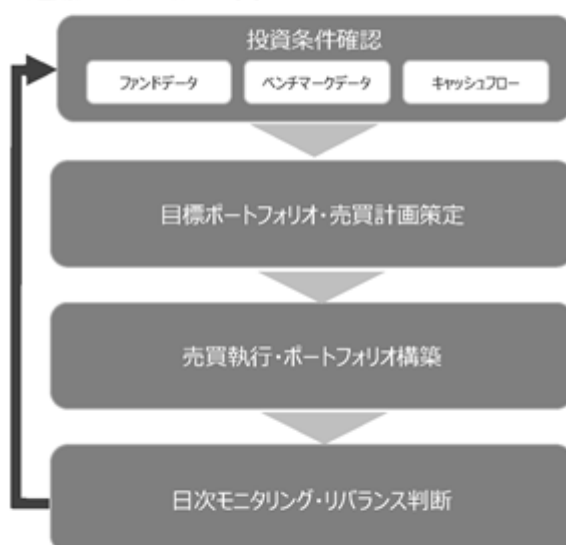 投資条件確認
ファンドデータ ベンチマークデータ キャッシュフロー
目標ポートフォリオ・売買計画策定
売買執行・ポートフォリオ構築
日次モニタリング・リバランス判断